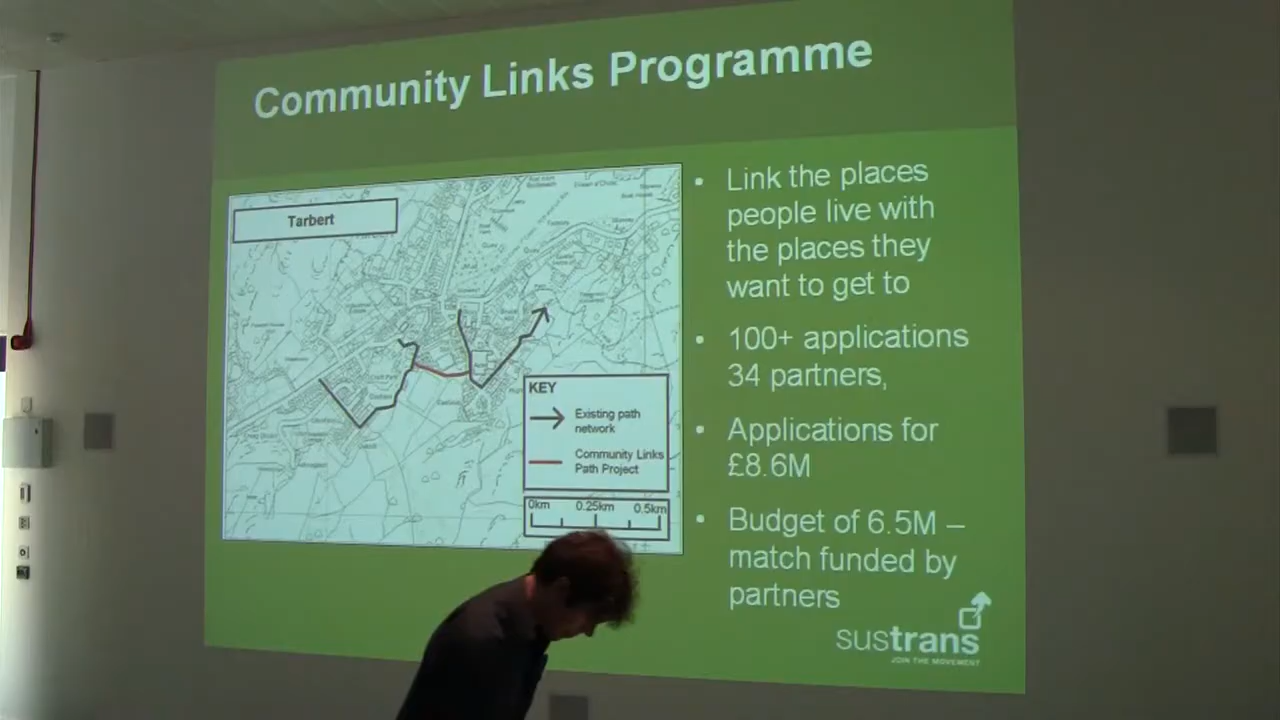 Community Links Programme
Tarbert
KEY
Existing path
network
Community Links
Path Project
0km 0.25km 0.5km
• Link the places
people live with
the places they
want to get to
• 100+ applications
34 partners,
• Applications for
£8.6M
• Budget of 6.5M –
match funded by
partners
sustrans
JOIN THE MOVEMENT